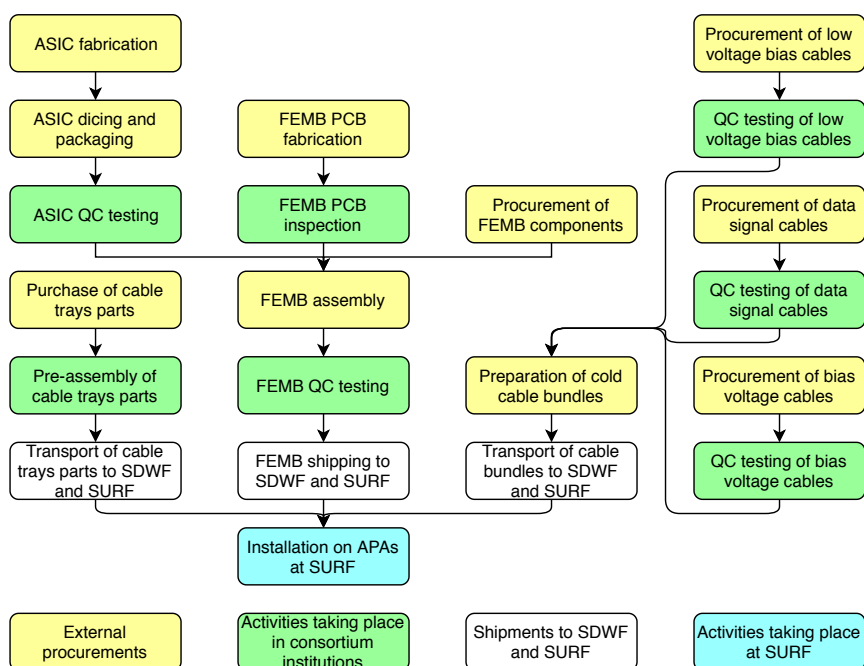 ASIC fabrication
Procurement of low
voltage bias cables
ASIC dicing and
packaging
FEMB PCB
fabrication
QC testing of low
voltage bias cables
ASIC QC testing
FEMB PCB
inspection
Procurement of
FEMB components
Procurement of data
signal cables
Purchase of cable
trays parts
FEMB assembly
QC testing of data
signal cables
Pre-assembly of
cable trays parts
FEMB QC testing
Preparation of cold
cable bundles
Procurement of bias
voltage cables
Transport of cable
trays parts to SDWF
and SURF
FEMB shipping to
SDWF and SURF
Transport of cable
bundles to SDWF
and SURF
QC testing of bias
voltage cables
Installation on APAs
at SURF
External
procurements
Activities taking place
in consortium
institutions
Shipments to SDWF
and SURF
Activities taking place
at SURF